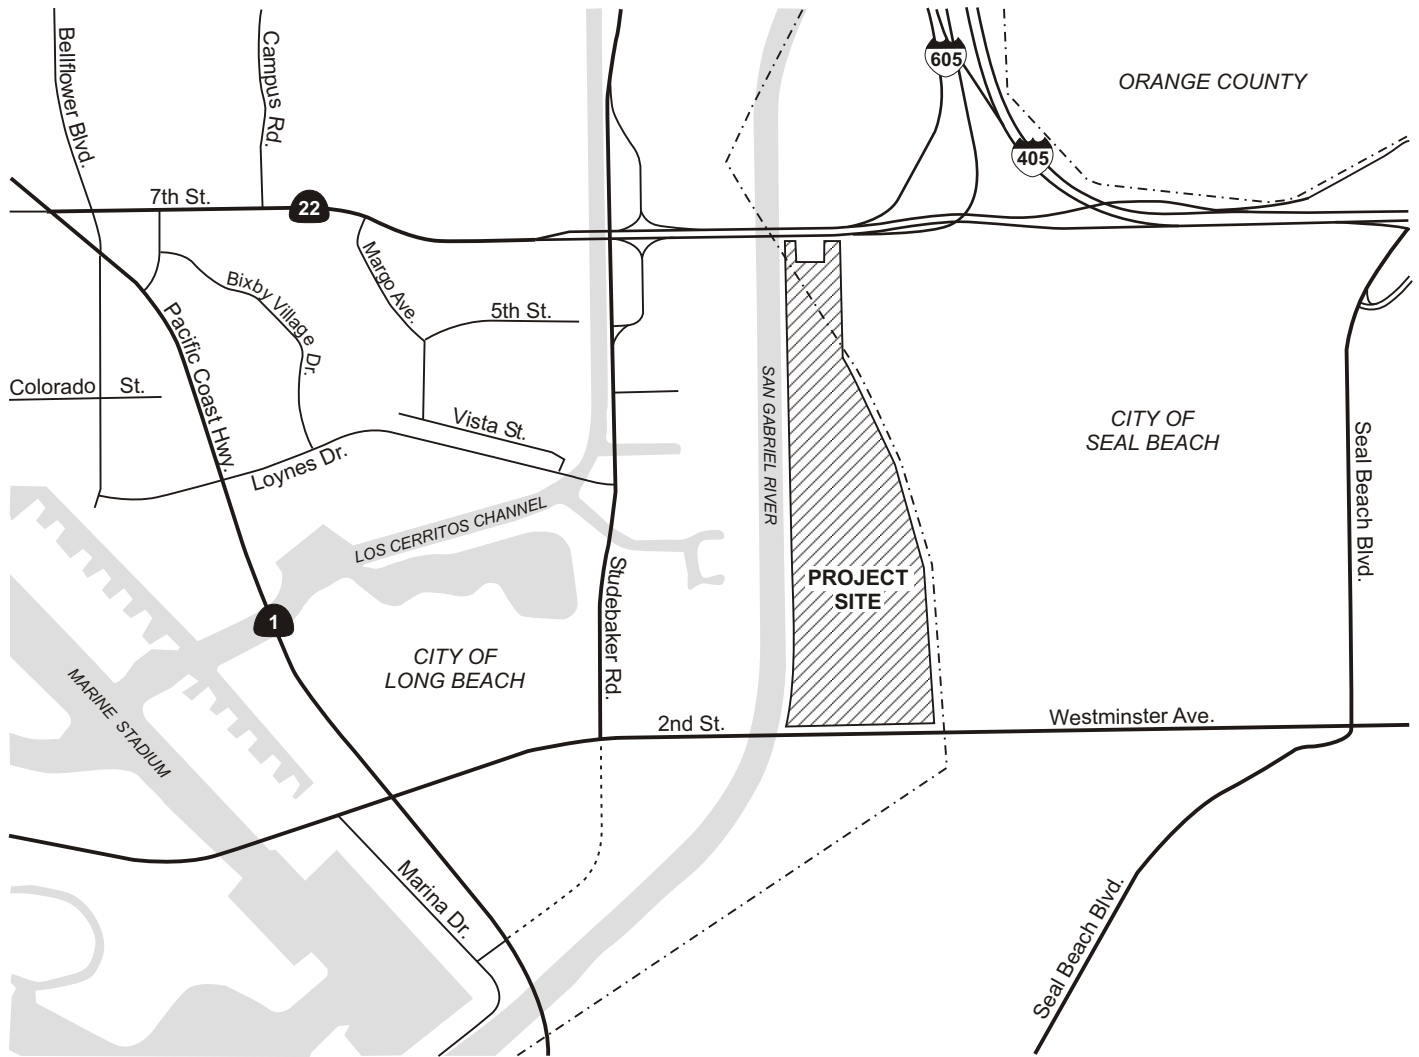 Bellflower Blvd.
Campus Rd.
605
ORANGE COUNTY
405
7th St.
22
Margo Ave.
Bixby Village Dr.
5th St.
Pacific Coast Hwy.
Colorado St.
Vista St.
Loynes Dr.
SAN GABRIEL RIVER
CITY OF
SEAL BEACH
Seal Beach Blvd.
LOS CERRITOS CHANNEL
PROJECT
SITE
Studebaker Rd.
1
CITY OF
LONG BEACH
MARINE STADIUM
2nd St.
Westminster Ave.
Marina Dr.
Seal Beach Blvd.